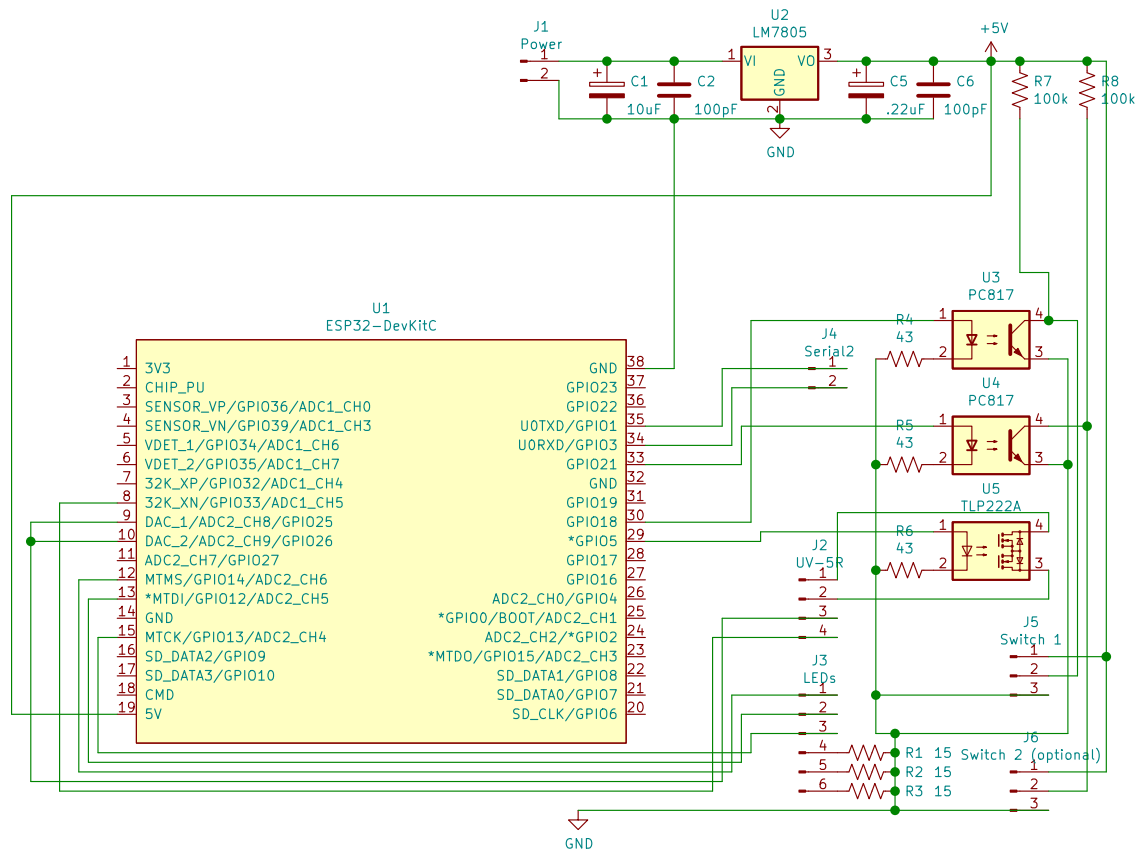 J1
Power
1
2
C1
10uF
C2
100pF
U2
LM7805
1
VI
VO
3
GND
2
GND
C5
.22uF
C6
100pF
+5V
R7
100k
R8
100k
U1
ESP32-DevKitC
1 3V3
2 CHIP_PU
3 SENSOR_VP/GPIO36/ADC1_CH0
4 SENSOR_VN/GPIO39/ADC1_CH3
5 VDET_1/GPIO34/ADC1_CH6
6 VDET_2/GPIO35/ADC1_CH7
7 32K_XP/GPIO32/ADC1_CH4
8 32K_XN/GPIO33/ADC1_CH5
9 DAC_1/ADC2_CH8/GPIO25
10 DAC_2/ADC2_CH9/GPIO26
11 ADC2_CH7/GPIO27
12 MTMS/GPIO14/ADC2_CH6
13 *MTDI/GPIO12/ADC2_CH5
14 GND
15 MTCK/GPIO13/ADC2_CH4
16 SD_DATA2/GPIO9
17 SD_DATA3/GPIO10
18 CMD
19 5V
GND 38
GPIO23 37
GPIO22 36
U0TXD/GPIO1 35
U0RXD/GPIO3 34
GPIO21 33
GND 32
GPIO19 31
GPIO18 30
*GPIO5 29
GPIO17 28
GPIO16 27
ADC2_CH0/GPIO4 26
*GPIO0/BOOT/ADC2_CH1 25
ADC2_CH2/*GPIO2 24
*MTDO/GPIO15/ADC2_CH3 23
SD_DATA1/GPIO8 22
SD_DATA0/GPIO7 21
SD_CLK/GPIO6 20
J4
Serial2
1
2
U3
PC817
R4
43
1
2
4
3
U4
PC817
R5
43
1
2
4
3
U5
TLP222A
R6
43
1
2
4
3
J2
UV-5R
1
2
3
4
J3
LEDs
1
2
3
4
5
6
R1 15
R2 15
R3 15
J5
Switch 1
1
2
3
J6
Switch 2 (optional)
1
2
3
GND